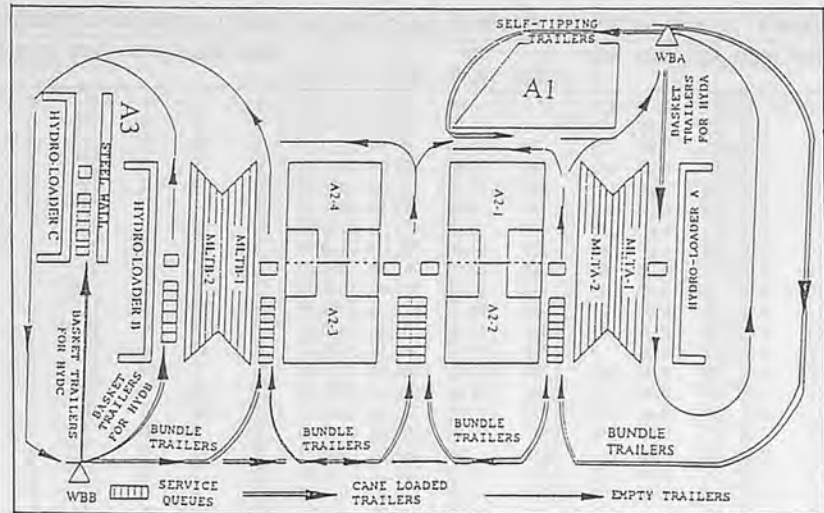 SELF-TIPPING
TRAILERS
WBA
A1
BASKET
TRAILERS
FOR HYDA
A3
HYDRO-LOADER C
STEEL WALL
HYDRO-LOADER B
MLTB-2
MLTB-1
A2-4
A2-3
A2-1
A2-2
MLTA-2
MLTA-1
HYDRO-LOADER A
BASKET TRAILERS
FOR HYDC
BASKET
TRAILERS
FOR HYDB
BUNDLE
TRAILERS
BUNDLE
TRAILERS
BUNDLE
TRAILERS
BUNDLE
TRAILERS
WBB
SERVICE
QUEUES
CANE LOADED
TRAILERS
EMPTY TRAILERS